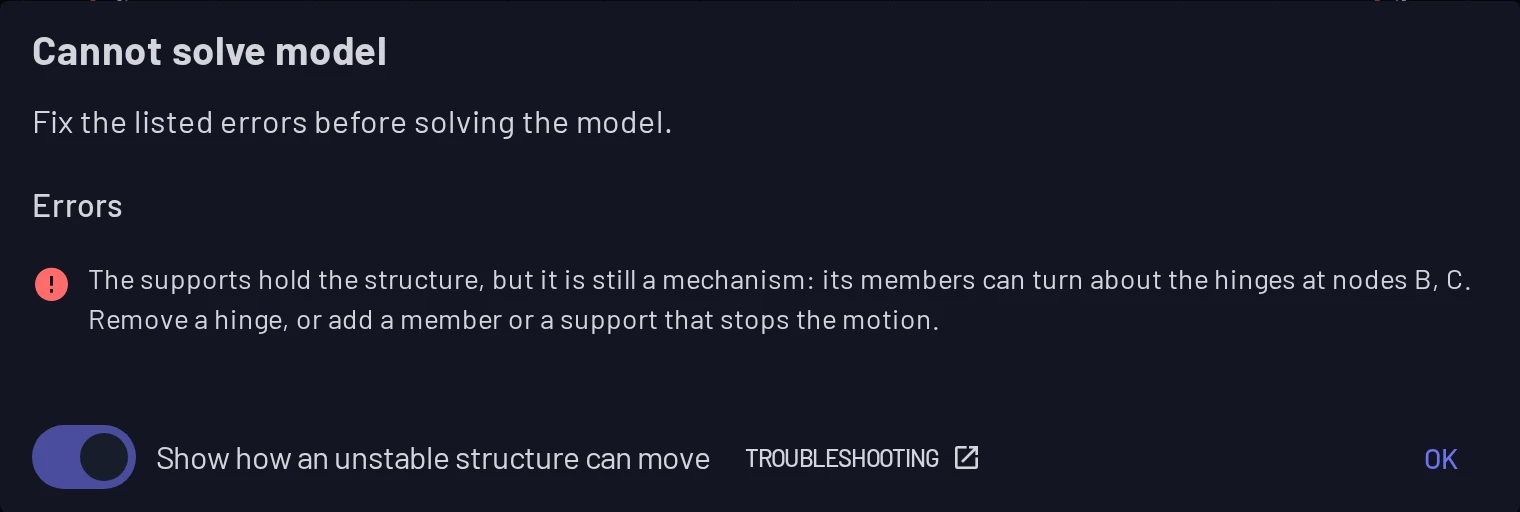 Cannot solve model
Fix the listed errors before solving the model.
Errors
The supports hold the structure, but it is still a mechanism: its members can turn about the hinges at nodes B, C.
Remove a hinge, or add a member or a support that stops the motion.
Show how an unstable structure can move TROUBLESHOOTING OK